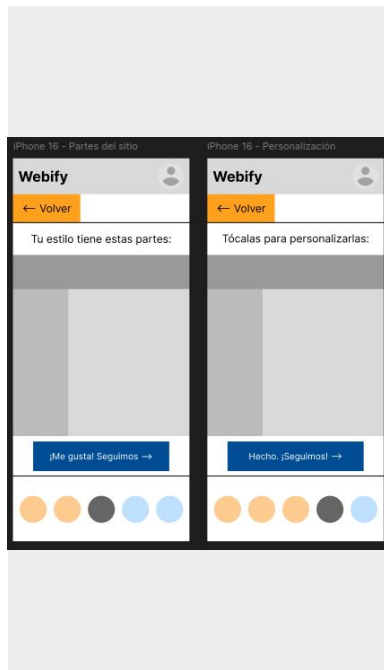 iPhone 16 - Partes del sitio
Webify
← Volver
Tu estilo tiene estas partes:
¡Me gusta! Seguimos →
iPhone 16 - Personalización
Webify
← Volver
Tócalas para personalizarlas:
Hecho. ¡Seguimos! →